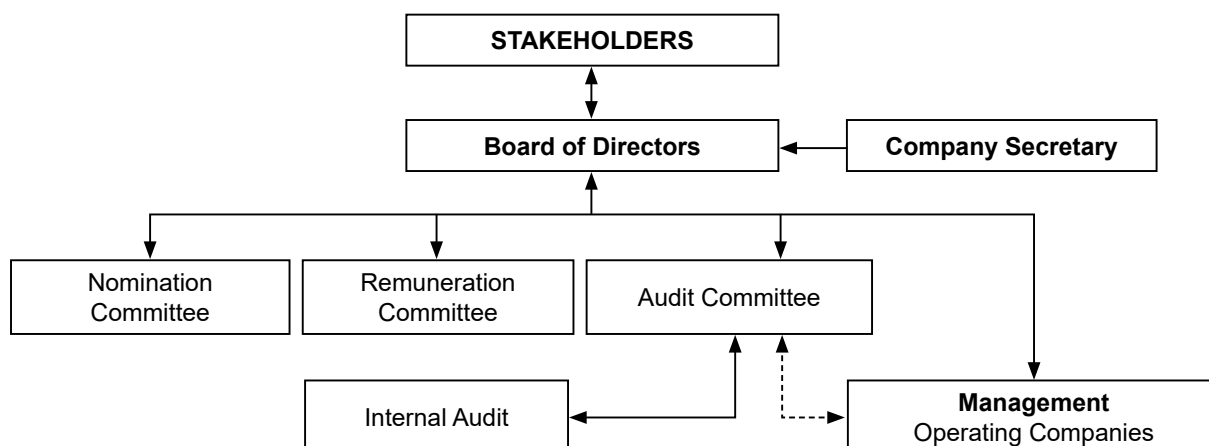 STAKEHOLDERS
Board of Directors
Company Secretary
Nomination
Committee
Remuneration
Committee
Audit Committee
Internal Audit
Management
Operating Companies